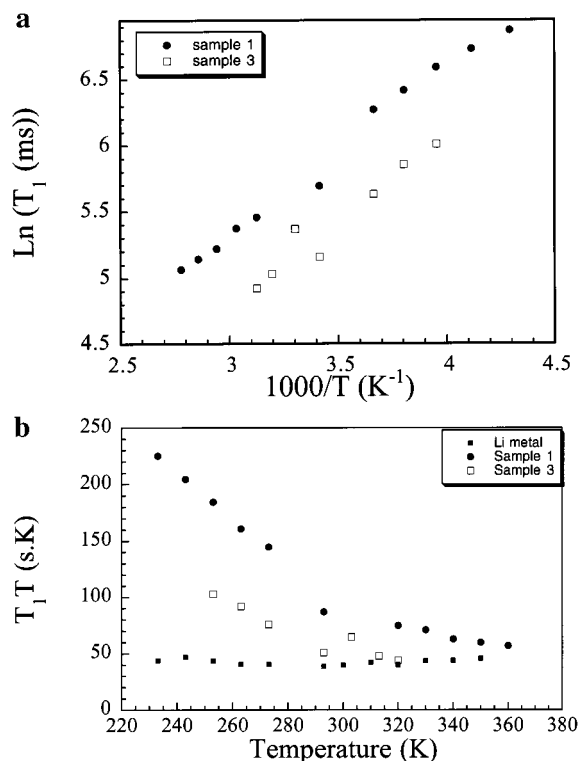 a
sample 1
sample 3
Ln (T₁ (ms))
6.5
6
5.5
5
4.5
2.5 3 3.5 4 4.5 5
1000/T (K⁻¹)
b
Li metal
Sample 1
Sample 3
T₁T (s.K)
250
200
150
100
50
0
220 240 260 280 300 320 340 360 380
Temperature (K)